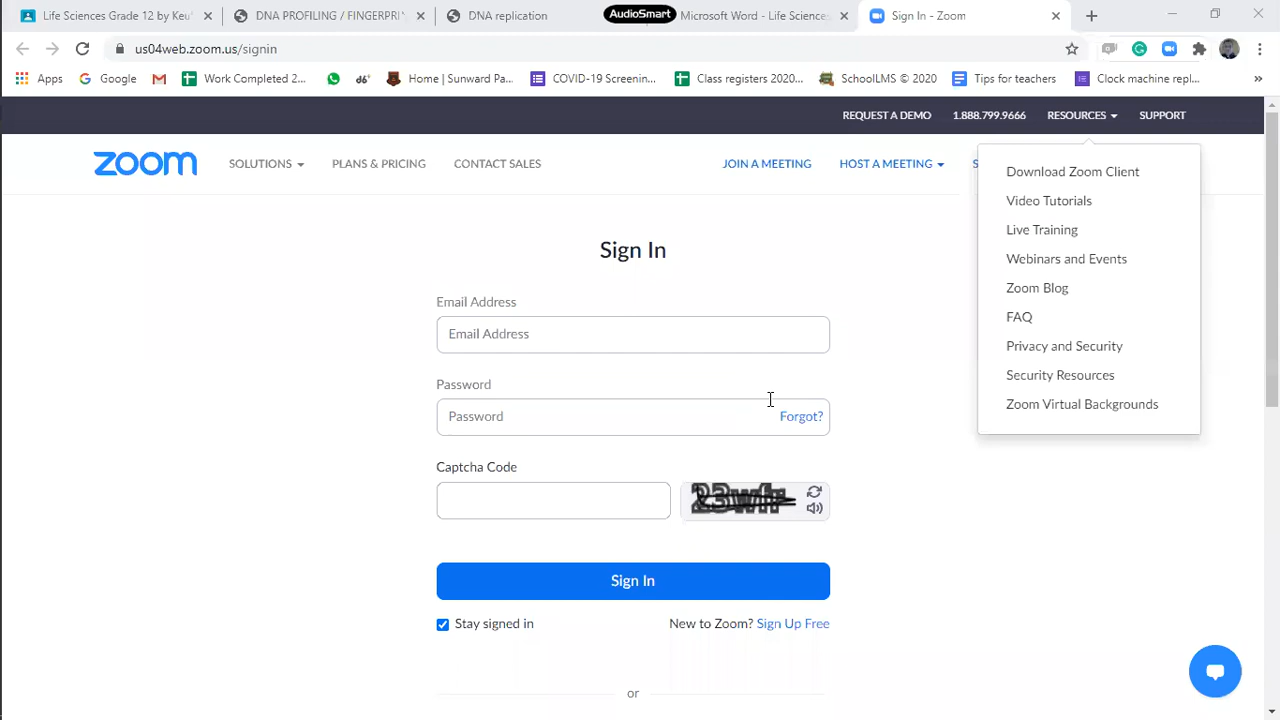 Life Sciences Grade 12 by Keu
DNA PROFILING / FINGERPRI
DNA replication
AudioSmart
Microsoft Word - Life Sciences
Sign In - Zoom
us04web.zoom.us/signin
Apps
Google
Work Completed 2...
Home | Sunward Pa...
COVID-19 Screenin...
Class registers 2020...
SchoolLMS © 2020
Tips for teachers
Clock machine repl...
REQUEST A DEMO
1.888.799.9666
RESOURCES
SUPPORT
zoom
SOLUTIONS
PLANS & PRICING
CONTACT SALES
JOIN A MEETING
HOST A MEETING
Download Zoom Client
Video Tutorials
Live Training
Webinars and Events
Zoom Blog
FAQ
Privacy and Security
Security Resources
Zoom Virtual Backgrounds
Sign In
Email Address
Email Address
Password
Password
Forgot?
Captcha Code
23wfr
Sign In
Stay signed in
New to Zoom? Sign Up Free
or